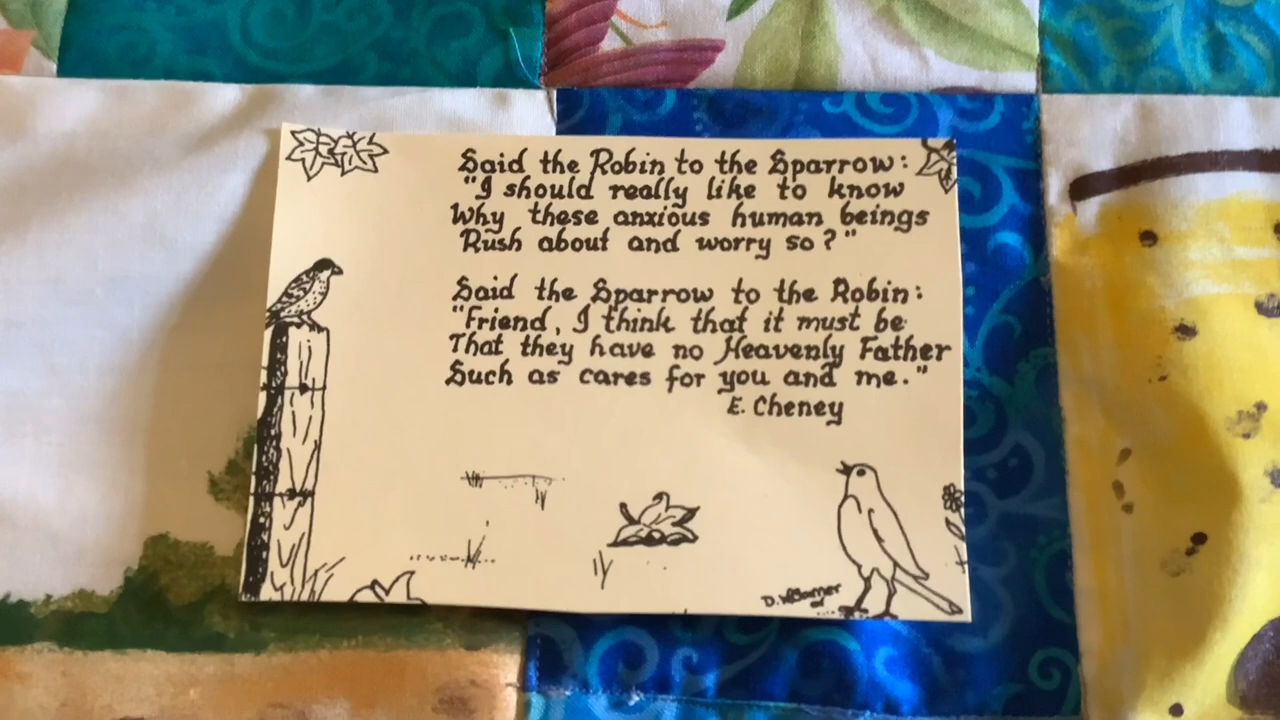 Said the Robin to the Sparrow:
"I should really like to know
Why these anxious human beings
Rush about and worry so?"
Said the Sparrow to the Robin:
"Friend, I think that it must be
That they have no Heavenly Father
Such as cares for you and me."
E. Cheney